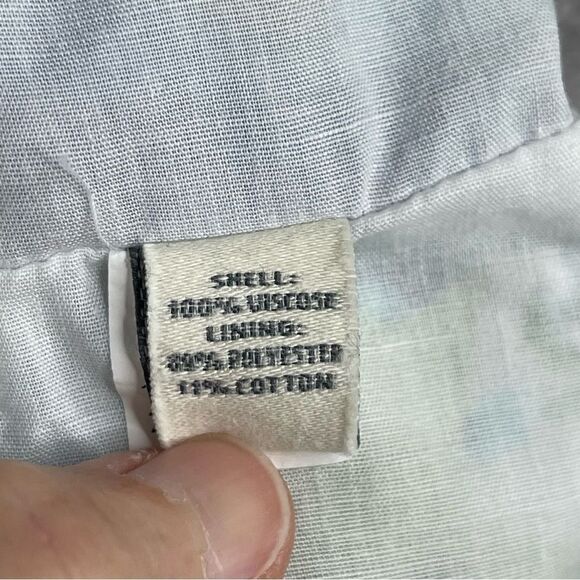 SHELL:
100% VISCOSE
LINING:
89% POLYESTER
11% COTTON